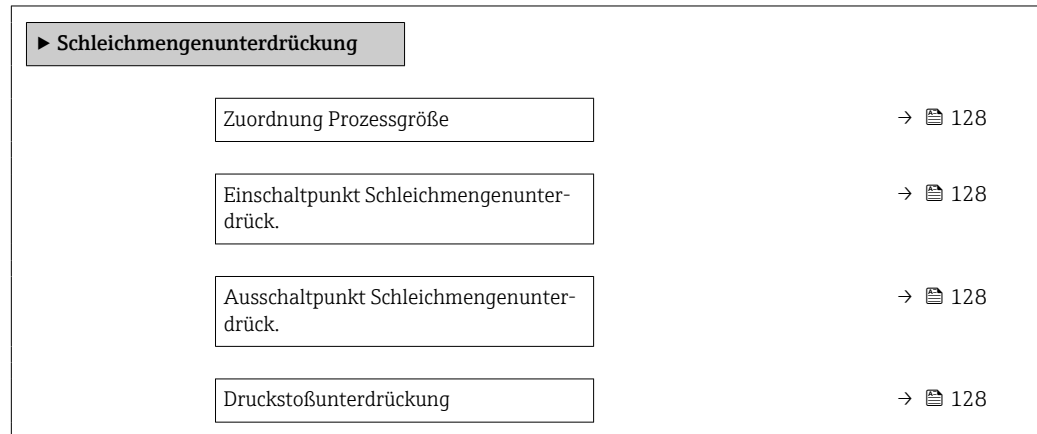 ▶ Schleichmengenunterdrückung
Zuordnung Prozessgröße → 128
Einschaltpunkt Schleichmengenunter- → 128
drück.
Ausschaltpunkt Schleichmengenunter- → 128
drück.
Druckstoßunterdrückung → 128